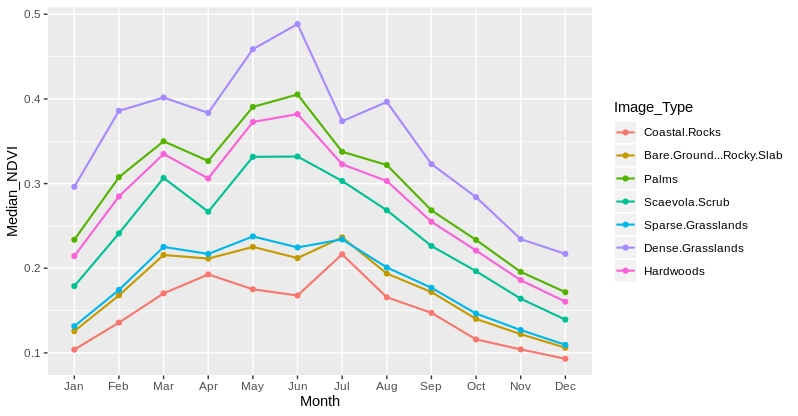 0.5
0.4
0.3
0.2
0.1
Median_NDVI
Jan Feb Mar Apr May Jun Jul Aug Sep Oct Nov Dec
Month
Image_Type
Coastal.Rocks
Bare.Ground...Rocky.Slab
Palms
Scaevola.Scrub
Sparse.Grasslands
Dense.Grasslands
Hardwoods